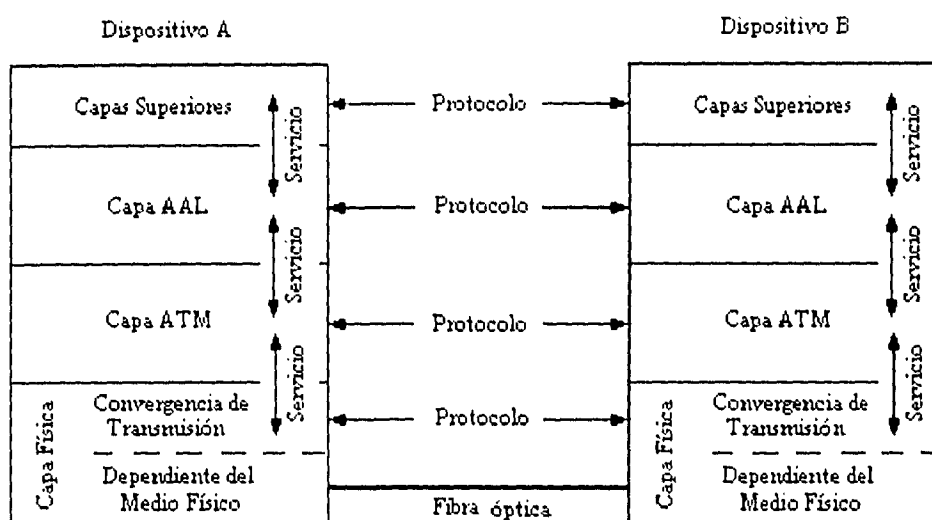 Dispositivo A
Dispositivo B
Capas Superiores
Servicio
Protocolo
Capas Superiores
Servicio
Capa AAL
Servicio
Protocolo
Capa AAL
Servicio
Capa ATM
Servicio
Protocolo
Capa ATM
Servicio
Capa Física
Convergencia de
Transmisión
Protocolo
Capa Física
Convergencia de
Transmisión
Dependiente del
Medio Físico
Fibra óptica
Dependiente del
Medio Físico